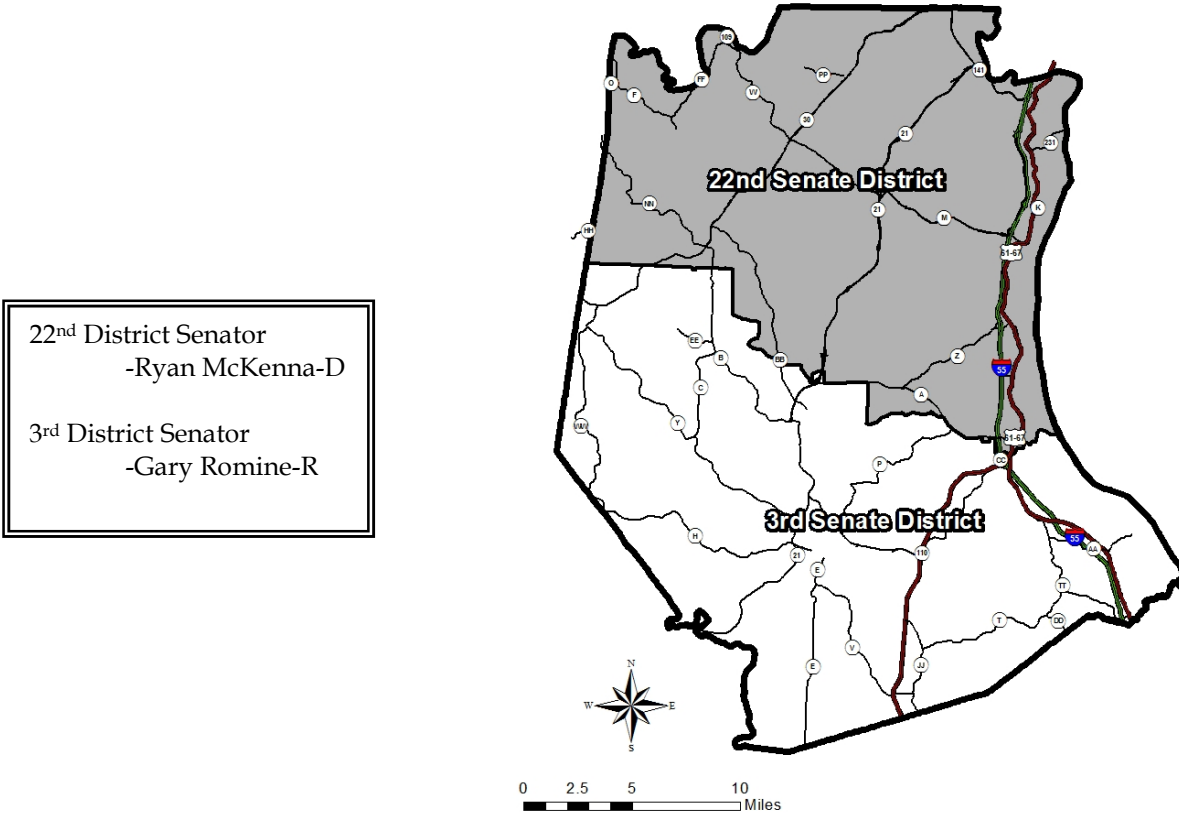 22nd District Senator
-Ryan McKenna-D
3rd District Senator
-Gary Romine-R
109
141
O
F
FF
PP
W
30
21
231
22nd Senate District
NN
21
M
K
HH
61-67
EE
B
BB
Z
55
C
A
WW
Y
61-67
P
CC
3rd Senate District
H
21
110
55
AA
E
TT
T
DD
V
E
JJ
N
W
E
S
0 2.5 5 10
Miles